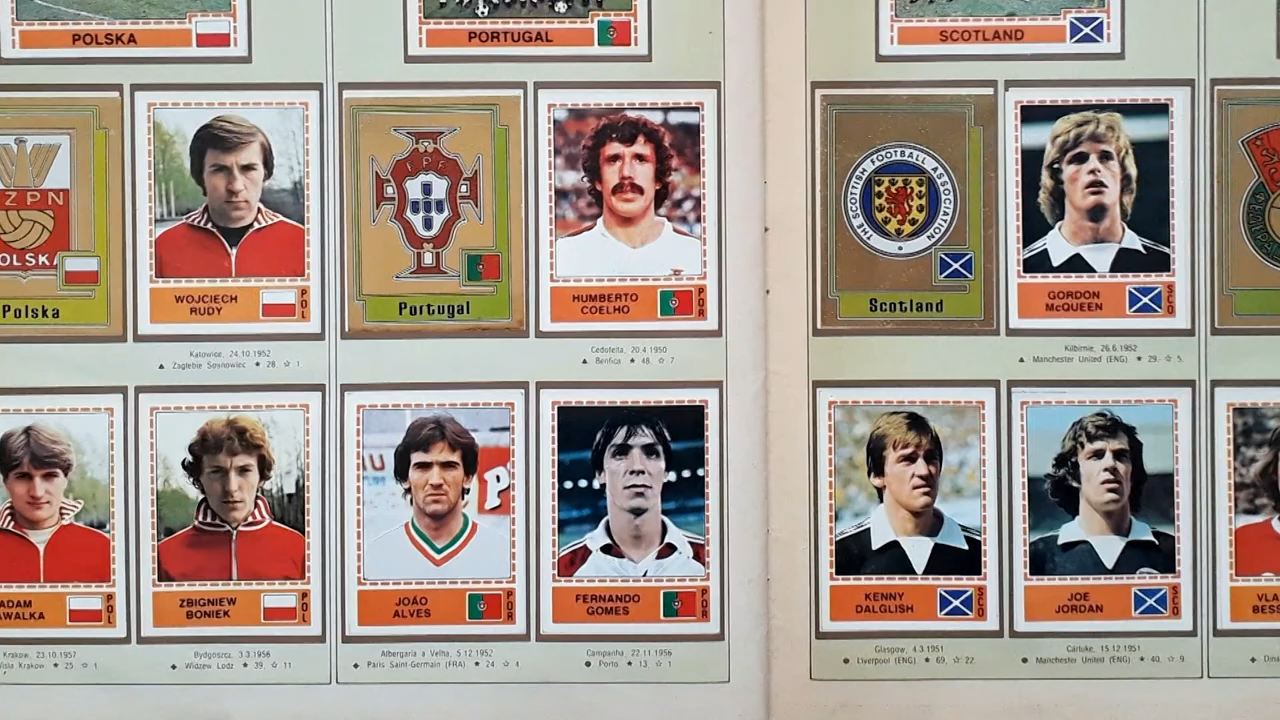 POLSKA
PORTUGAL
SCOTLAND
ZPN
OLSKA
Polska
WOJCIECH
RUDY
POL
FPF
Portugal
HUMBERTO
COELHO
POR
THE SCOTTISH FOOTBALL ASSOCIATION
Scotland
GORDON
McQUEEN
SCO
Katowice, 24.10.1952
▲ Zaglebie Sosnowiec ★ 28, ☆ 1
Cedofeita, 20.4.1950
▲ Benfica ★ 48, ☆ 7
Kilbirnie, 26.6.1952
▲ Manchester United (ENG) ★ 29, ☆ 5
AU
P
ADAM
AWALKA
POL
ZBIGNIEW
BONIEK
POL
JOÁO
ALVES
POR
FERNANDO
GOMES
POR
KENNY
DALGLISH
SCO
JOE
JORDAN
SCO
VLA
BESS
Krakow, 23.10.1957
Wisla Krakow ★ 25 ☆ 1
Bydgoszcz, 3.3.1956
◆ Widzew Lodz ★ 39, ☆ 11
Albergaria a Velha, 5.12.1952
◆ Paris Saint-Germain (FRA) ★ 24 ☆ 4
Campanha, 22.11.1956
● Porto ★ 13, ☆ 1
Glasgow, 4.3.1951
● Liverpool (ENG) ★ 69, ☆ 22
Carluke, 15.12.1951
● Manchester United (ENG) ★ 40, ☆ 9
◆ Dina